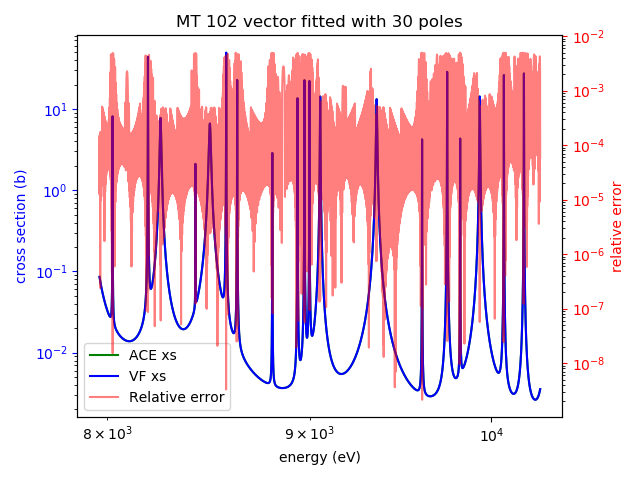 MT 102 vector fitted with 30 poles
cross section (b)
10¹
10⁰
10⁻¹
10⁻²
10⁻²
10⁻³
10⁻⁴
10⁻⁵
10⁻⁶
10⁻⁷
10⁻⁸
relative error
ACE xs
VF xs
Relative error
8 × 10³ 9 × 10³ 10⁴
energy (eV)